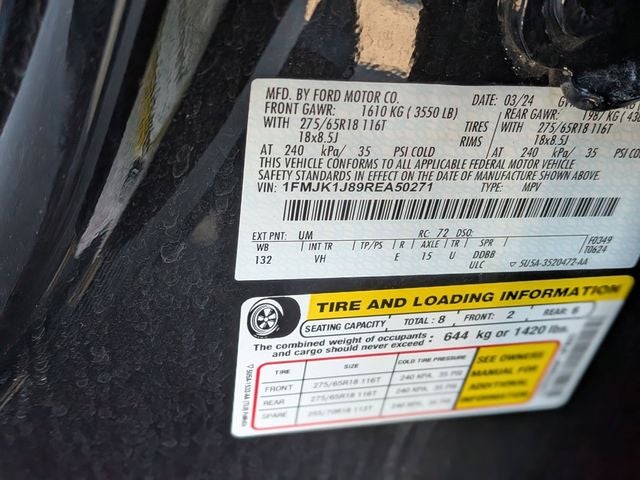 MFD. BY FORD MOTOR CO.
DATE: 03/24
FRONT GAWR: 1610 KG ( 3550 LB)
REAR GAWR:
WITH 275/65R18 116T TIRES WITH 275/65R18 116T
18x8.5J RIMS 18x8.5J
AT 240 kPa/ 35 PSI COLD AT 240 kPa/ 35
THIS VEHICLE CONFORMS TO ALL APPLICABLE FEDERAL MOTOR VEHICLE
SAFETY STANDARDS IN EFFECT ON THE DATE OF MANUFACTURE SHOWN ABOVE.
VIN: 1FMJK1J89REA50271 TYPE: MPV
EXT PNT: UM RC: 72 DSO:
WB INT TR TP/PS R AXLE TR SPR
132 VH E 15 U DDBB
ULC
F0349
T0624
▽ 5U5A-3520472-AA
TIRE AND LOADING INFORMATION
SEATING CAPACITY TOTAL: 8 FRONT: 2 REAR: 6
The combined weight of occupants and cargo should never exceed: 644 kg or 1420 lbs.
TIRE SIZE COLD TIRE PRESSURE
FRONT 275/65R18 116T 240 KPA, 35 PSI
REAR 275/65R18 116T 240 KPA, 35 PSI
SPARE
SEE OWNERS
MANUAL FOR
ADDITIONAL
INFORMATION